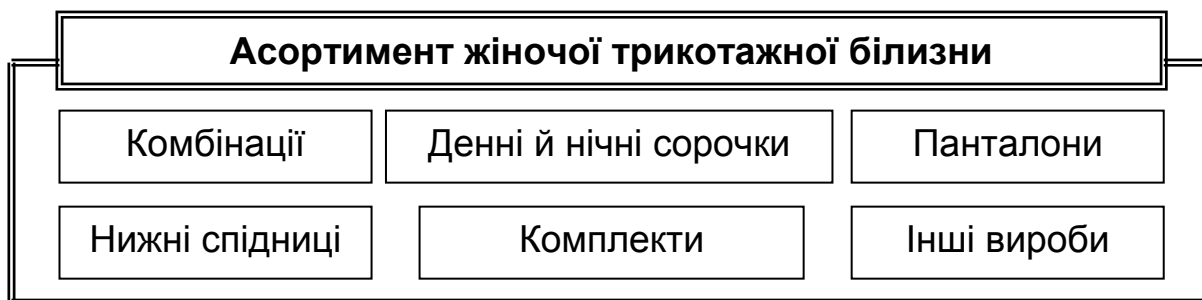 Асортимент жіночої трикотажної білизни
Комбінації
Денні й нічні сорочки
Панталони
Нижні спідниці
Комплекти
Інші вироби